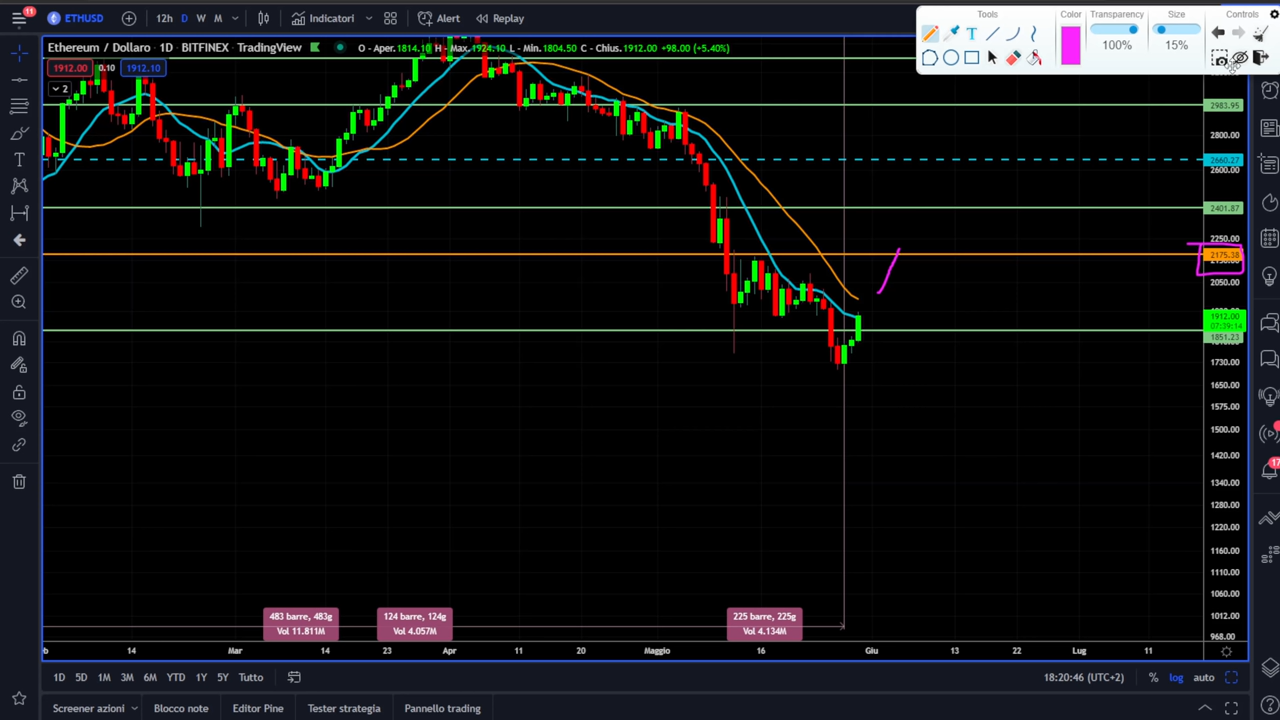 11
ETHUSD
12h D W M
Indicatori
Alert
Replay
Tools
Color
Transparency
Size
Controls
100%
15%
Ethereum / Dollaro · 1D · BITFINEX · TradingView
O - Aper.1814.10 H - Max.1924.10 L - Min.1804.50 C - Chius.1912.00 +98.00 (+5.40%)
1912.00 0.10 1912.10
2
2983.95
2800.00
2660.27
2600.00
2401.87
2250.00
2175.38
2050.00
1912.00
07:39:14
1851.23
1730.00
1650.00
1575.00
1500.00
1420.00
1340.00
1280.00
1220.00
1160.00
1110.00
1060.00
1012.00
968.00
483 barre, 483g
Vol 11.811M
124 barre, 124g
Vol 4.057M
225 barre, 225g
Vol 4.134M
14 Mar 14 23 Apr 11 20 Maggio 16 Giu 13 22 Lug 11
1D 5D 1M 3M 6M YTD 1Y 5Y Tutto
18:20:46 (UTC+2) % log auto
Screener azioni Blocco note Editor Pine Tester strategia Pannello trading